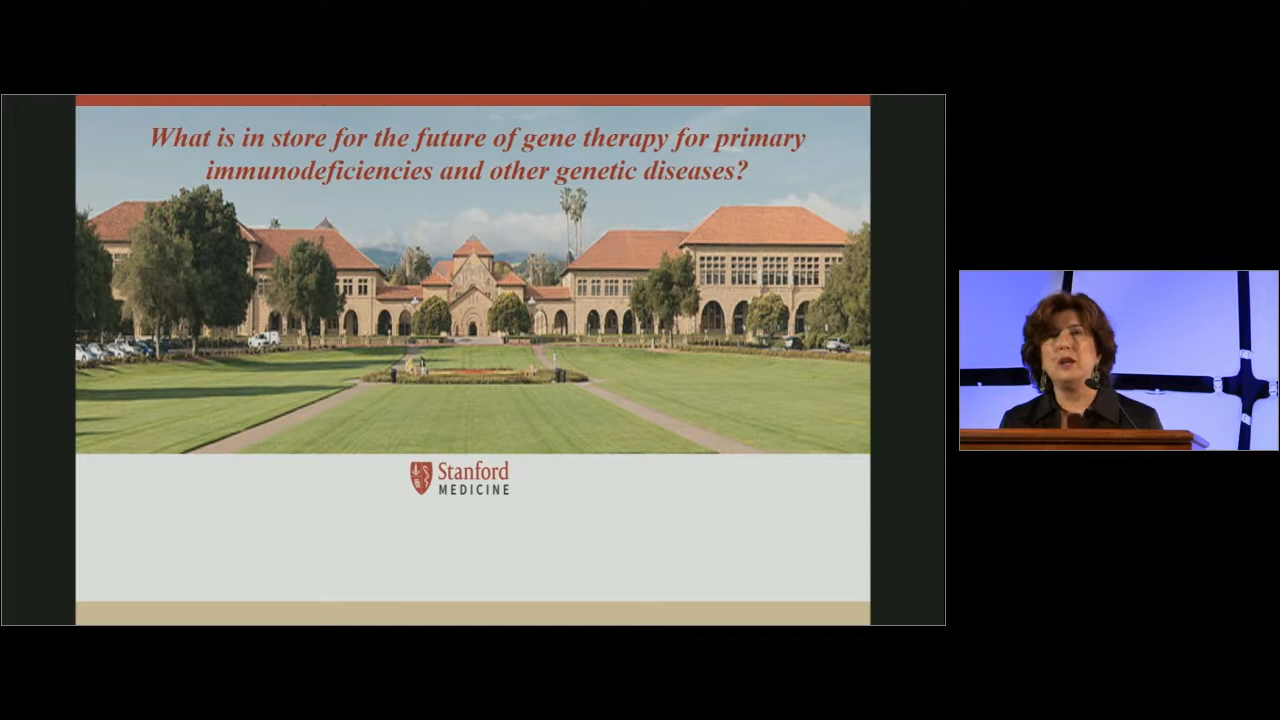 What is in store for the future of gene therapy for primary
immunodeficiencies and other genetic diseases?
Stanford
MEDICINE